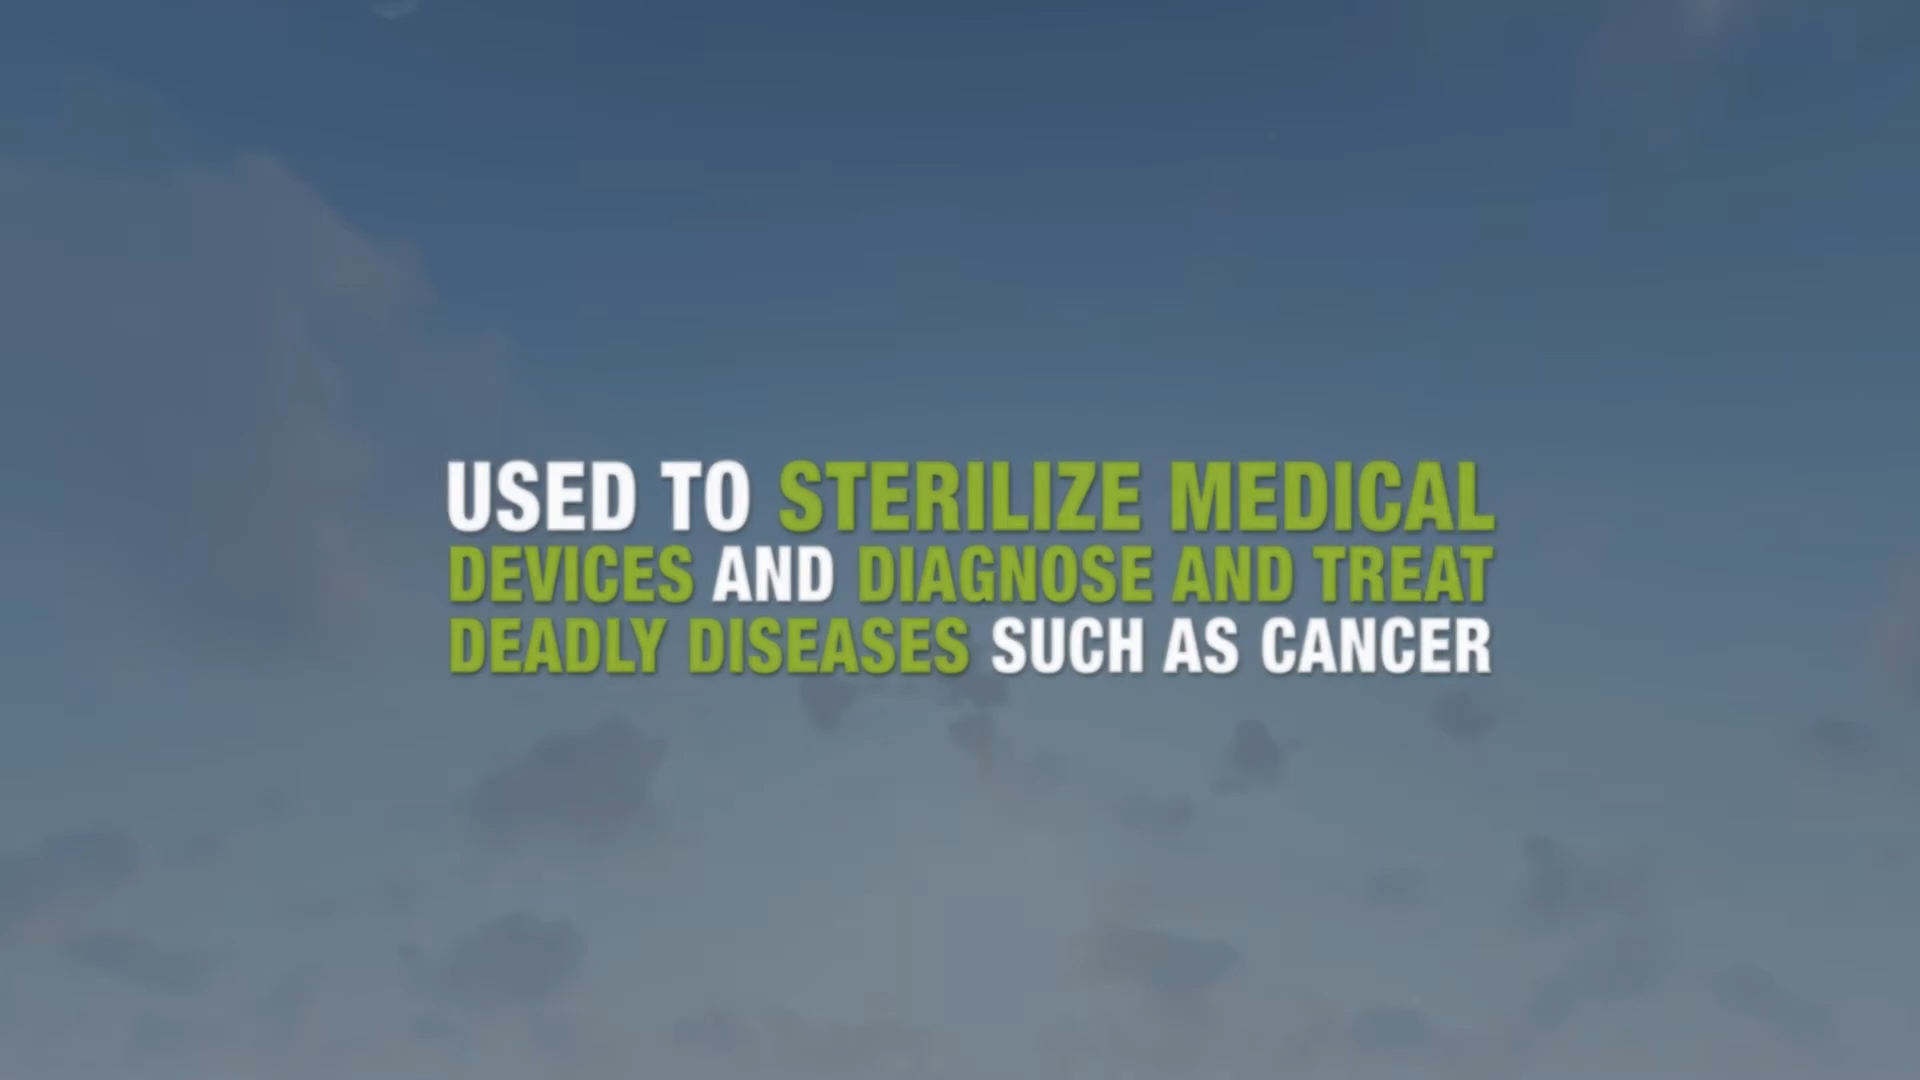 USED TO STERILIZE MEDICAL
DEVICES AND DIAGNOSE AND TREAT
DEADLY DISEASES SUCH AS CANCER